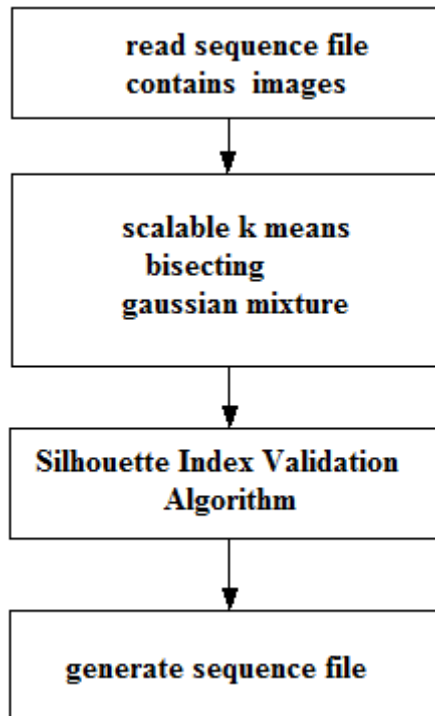 read sequence file
contains images
scalable k means
bisecting
gaussian mixture
Silhouette Index Validation
Algorithm
generate sequence file